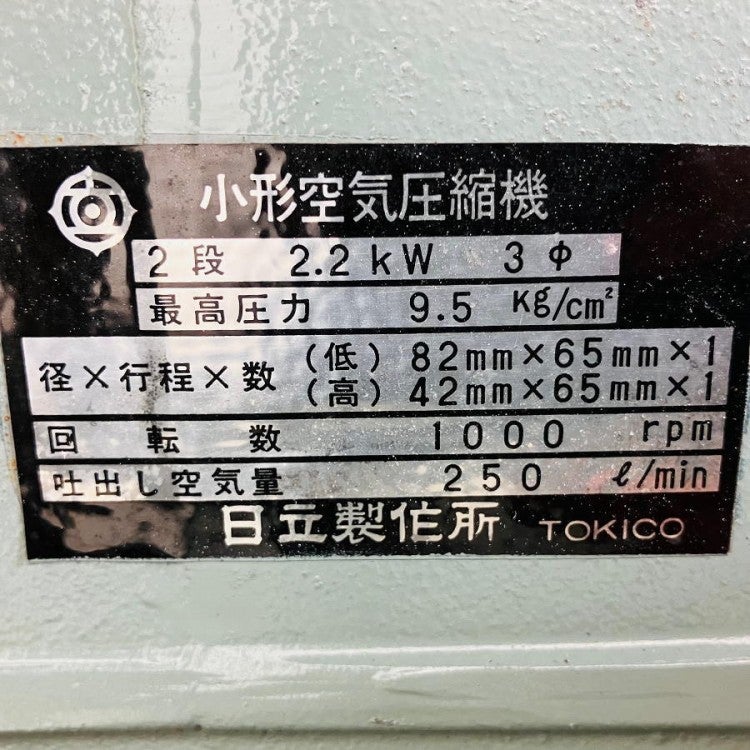 小形空気圧縮機
2段 2.2kW 3Φ
最高圧力 9.5 Kg/cm²
径×行程×数 (低) 82mm×65mm×1
(高) 42mm×65mm×1
回転数 1000 rpm
吐出し空気量 250 ℓ/min
日立製作所 TOKICO